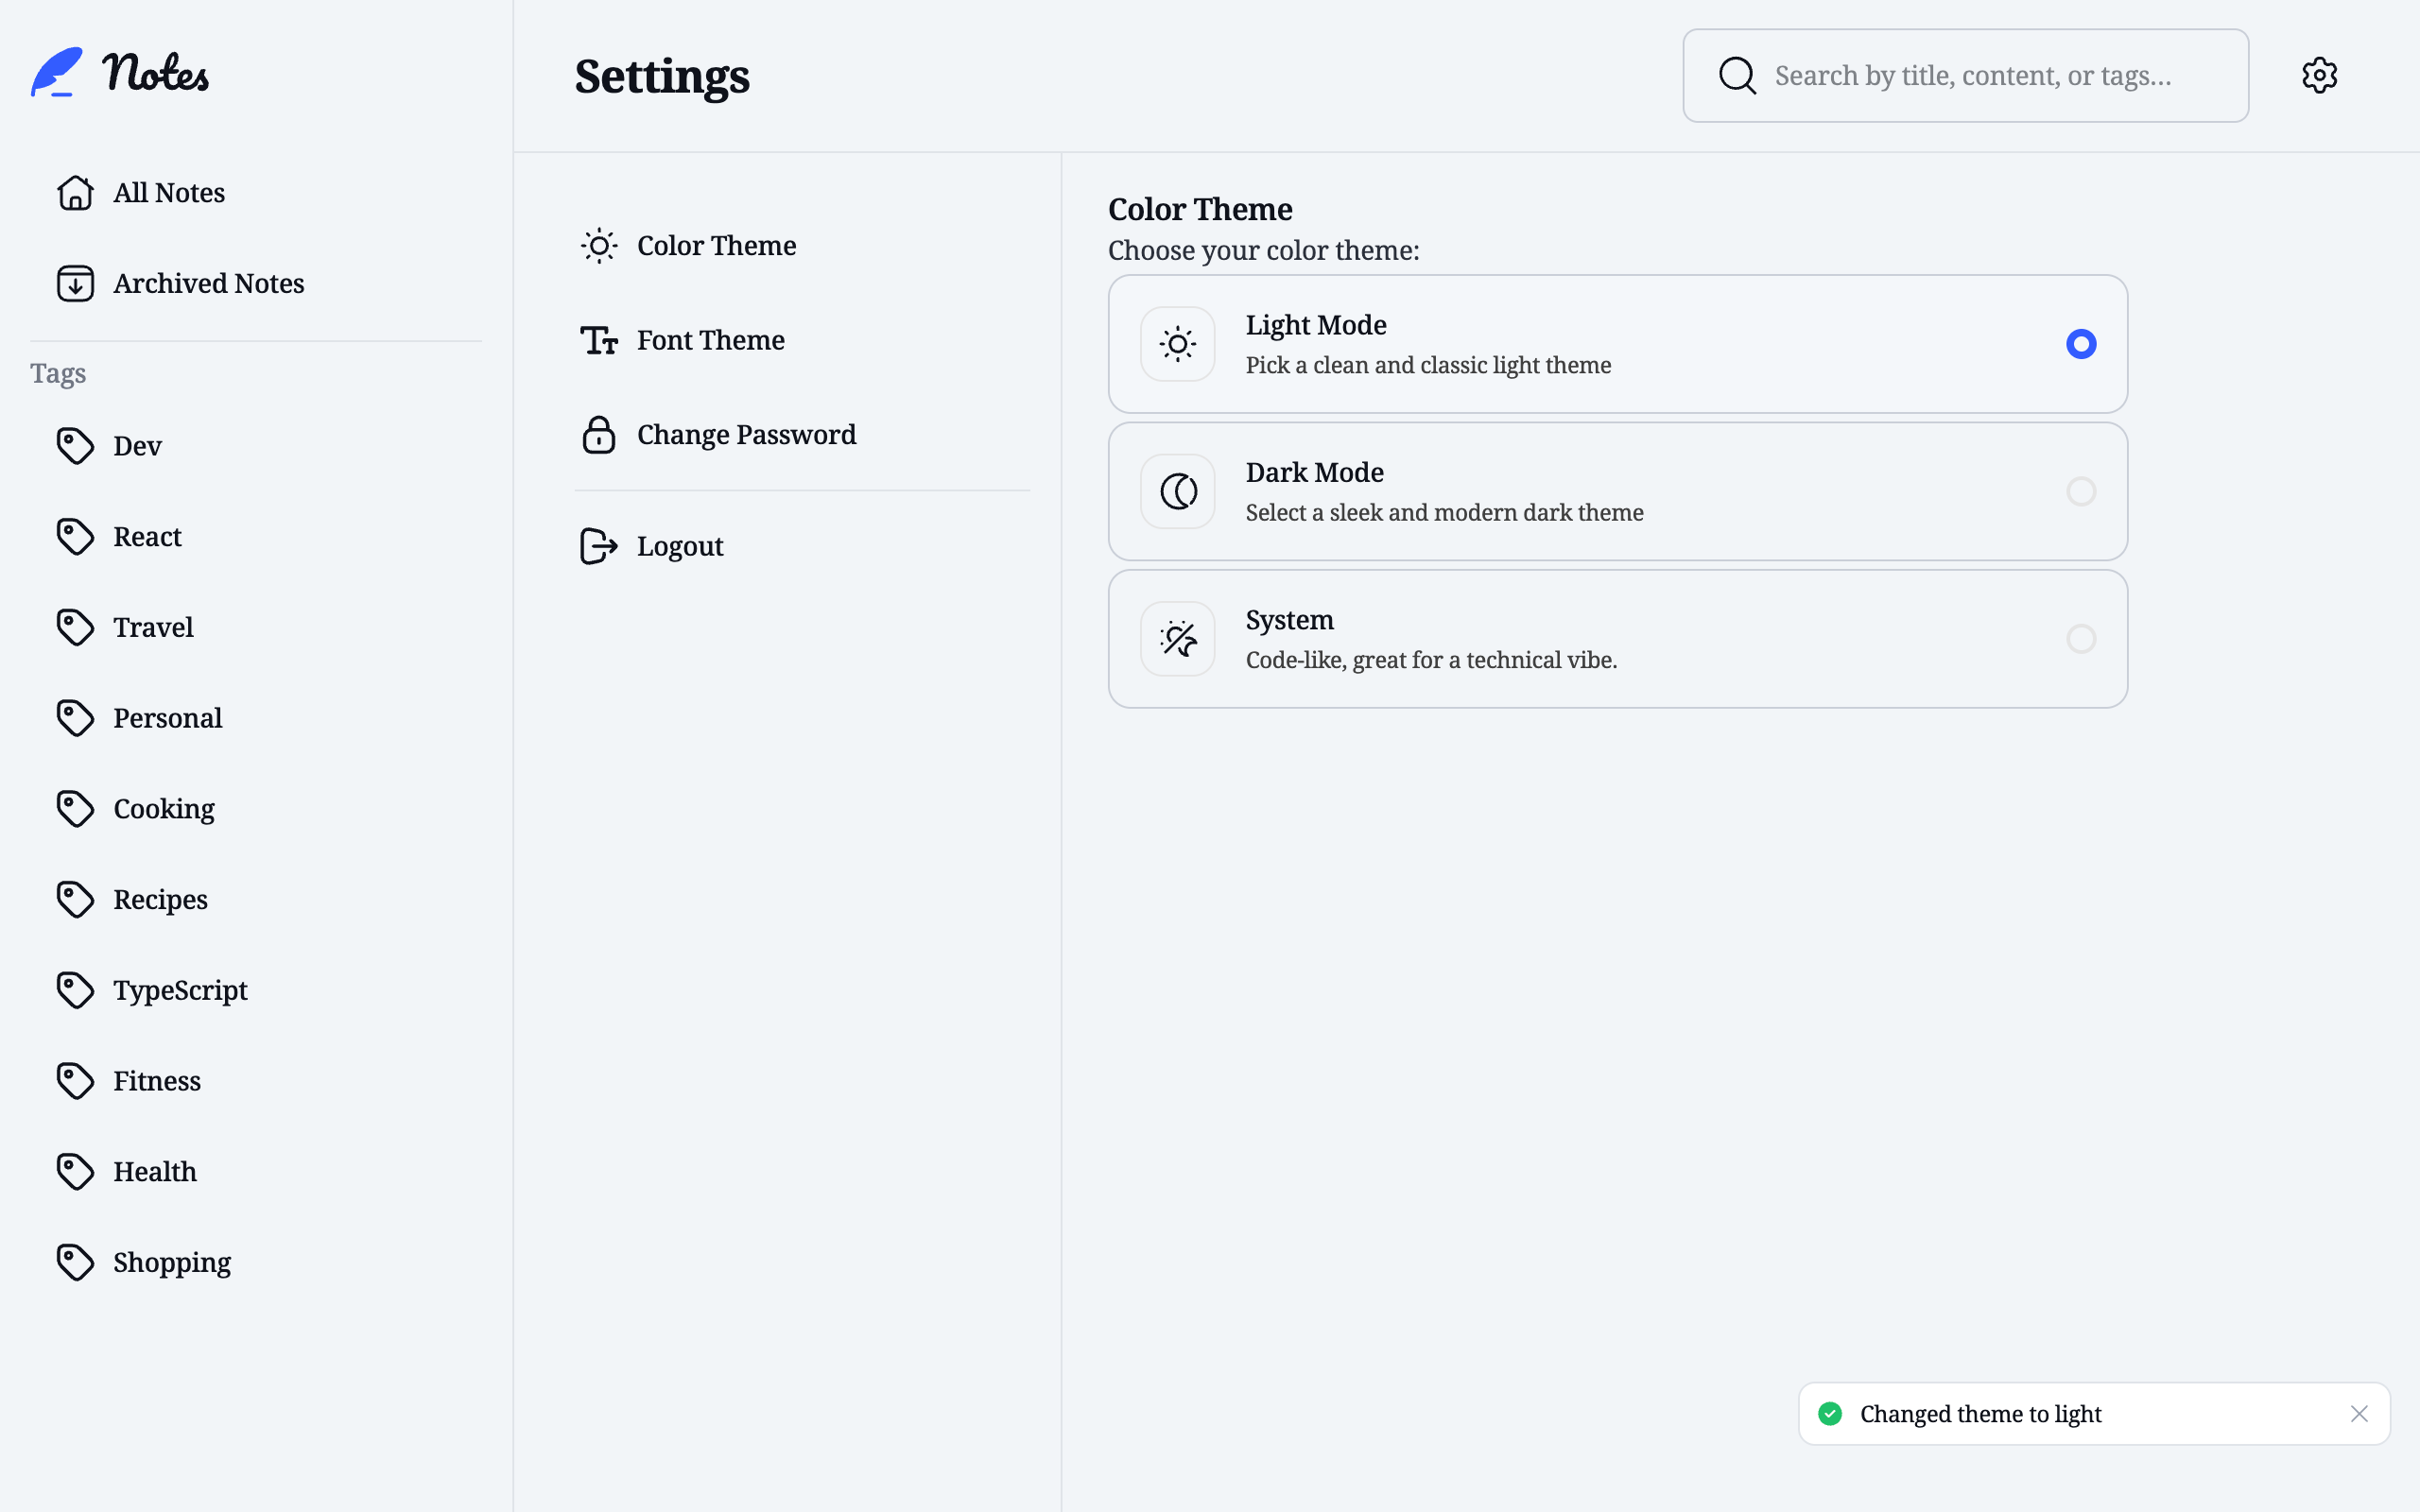 Notes
All Notes
Archived Notes
Tags
Dev
React
Travel
Personal
Cooking
Recipes
TypeScript
Fitness
Health
Shopping
Settings
Search by title, content, or tags...
Color Theme
Font Theme
Change Password
Logout
Color Theme
Choose your color theme:
Light Mode
Pick a clean and classic light theme
Dark Mode
Select a sleek and modern dark theme
System
Code-like, great for a technical vibe.
Changed theme to light